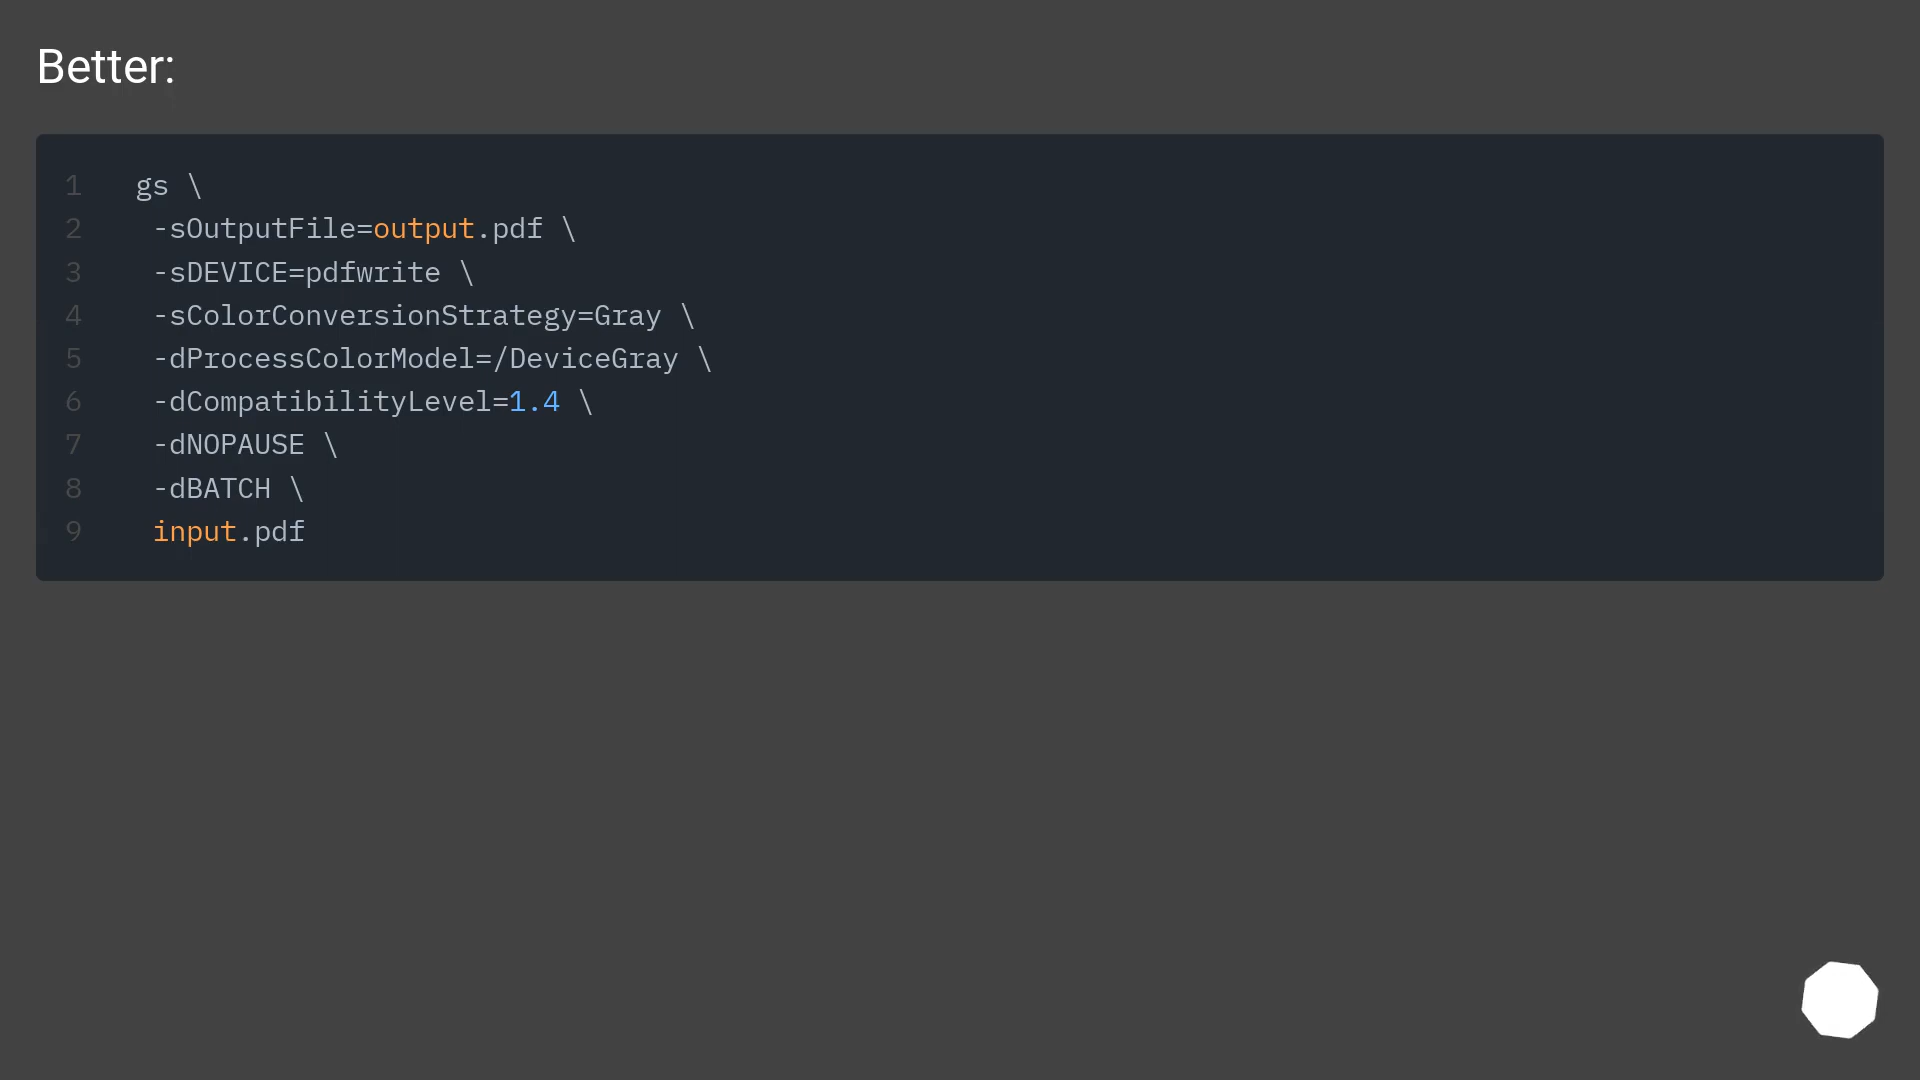 Better:
1 gs \
2 -sOutputFile=output.pdf \
3 -sDEVICE=pdfwrite \
4 -sColorConversionStrategy=Gray \
5 -dProcessColorModel=/DeviceGray \
6 -dCompatibilityLevel=1.4 \
7 -dNOPAUSE \
8 -dBATCH \
9 input.pdf